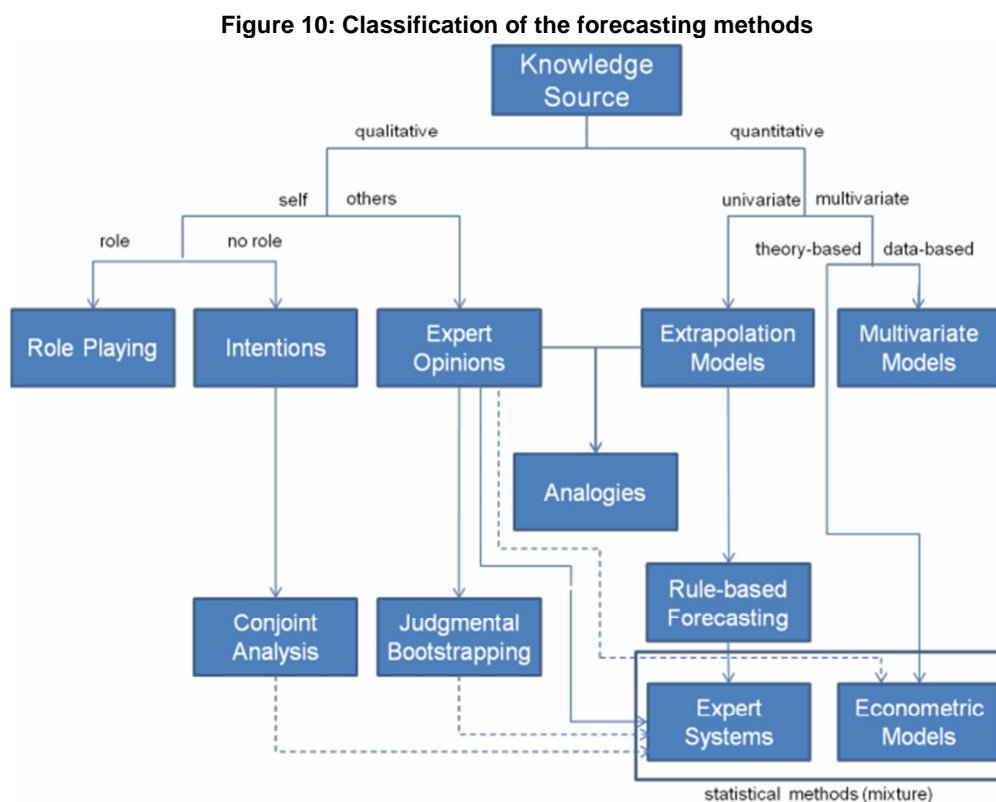 Figure 10: Classification of the forecasting methods
Knowledge
Source
qualitative
quantitative
self
others
univariate
multivariate
role
no role
theory-based
data-based
Role Playing
Intentions
Expert
Opinions
Extrapolation
Models
Multivariate
Models
Analogies
Rule-based
Forecasting
Conjoint
Analysis
Judgmental
Bootstrapping
Expert
Systems
Econometric
Models
statistical methods (mixture)